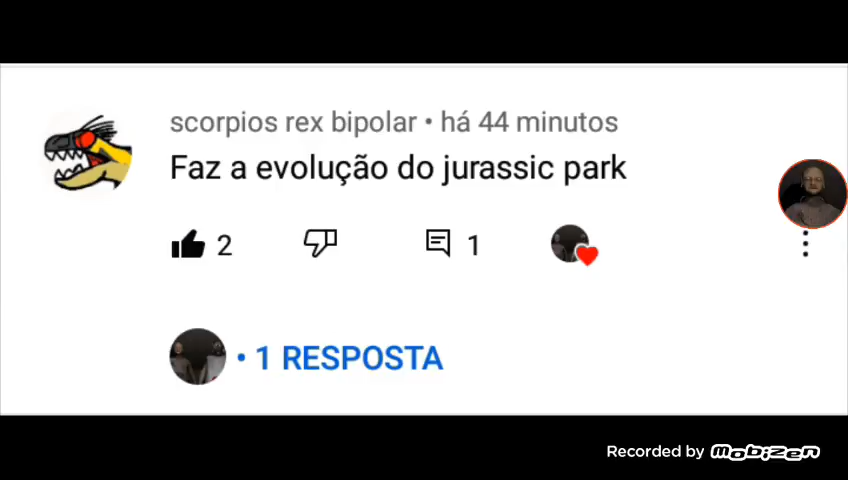 scorpios rex bipolar • há 44 minutos
Faz a evolução do jurassic park
2
1
• 1 RESPOSTA
Recorded by Mobizen